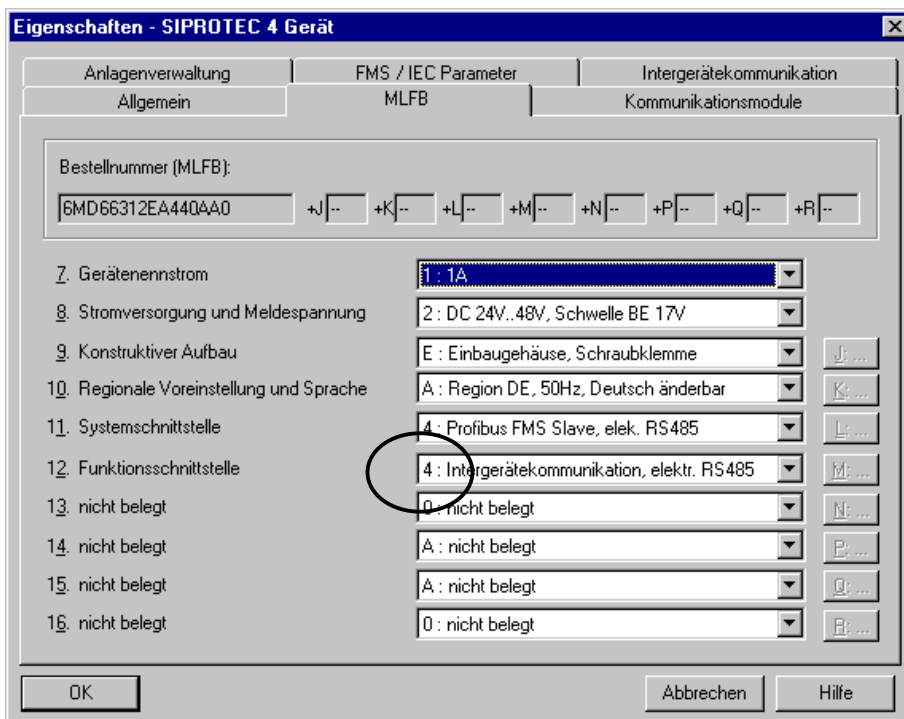 Eigenschaften - SIPROTEC 4 Gerät
Anlagenverwaltung FMS / IEC Parameter Intergerätekommunikation
Allgemein MLFB Kommunikationsmodule
Bestellnummer (MLFB):
6MD66312EA440AA0 +J -- +K -- +L -- +M -- +N -- +P -- +Q -- +R --
7. Gerätenennstrom 1 : 1A
8. Stromversorgung und Meldespannung 2 : DC 24V..48V, Schwelle BE 17V
9. Konstruktiver Aufbau E : Einbaugehäuse, Schraubklemme J: ...
10. Regionale Voreinstellung und Sprache A : Region DE, 50Hz, Deutsch änderbar K: ...
11. Systemschnittstelle 4 : Profibus FMS Slave, elek. RS485 L: ...
12. Funktionsschnittstelle 4 : Intergerätekommunikation, elektr. RS485 M: ...
13. nicht belegt 0 : nicht belegt N: ...
14. nicht belegt A : nicht belegt P: ...
15. nicht belegt A : nicht belegt Q: ...
16. nicht belegt 0 : nicht belegt R: ...
OK Abbrechen Hilfe